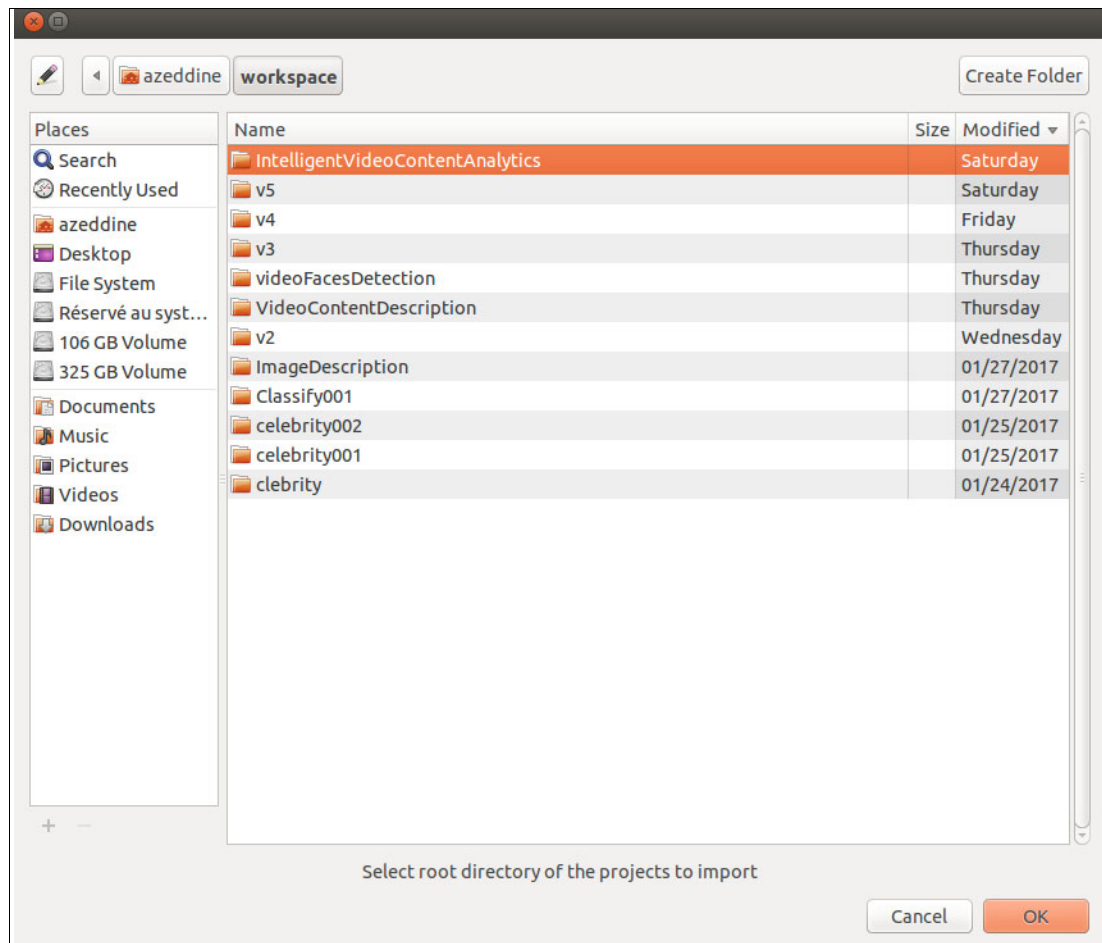 azeddine workspace Create Folder
Places
Search
Recently Used
azeddine
Desktop
File System
Réservé au syst...
106 GB Volume
325 GB Volume
Documents
Music
Pictures
Videos
Downloads
Name Size Modified
IntelligentVideoContentAnalytics Saturday
v5 Saturday
v4 Friday
v3 Thursday
videoFacesDetection Thursday
VideoContentDescription Thursday
v2 Wednesday
ImageDescription 01/27/2017
Classify001 01/27/2017
celebrity002 01/25/2017
celebrity001 01/25/2017
clebrity 01/24/2017
Select root directory of the projects to import
Cancel OK